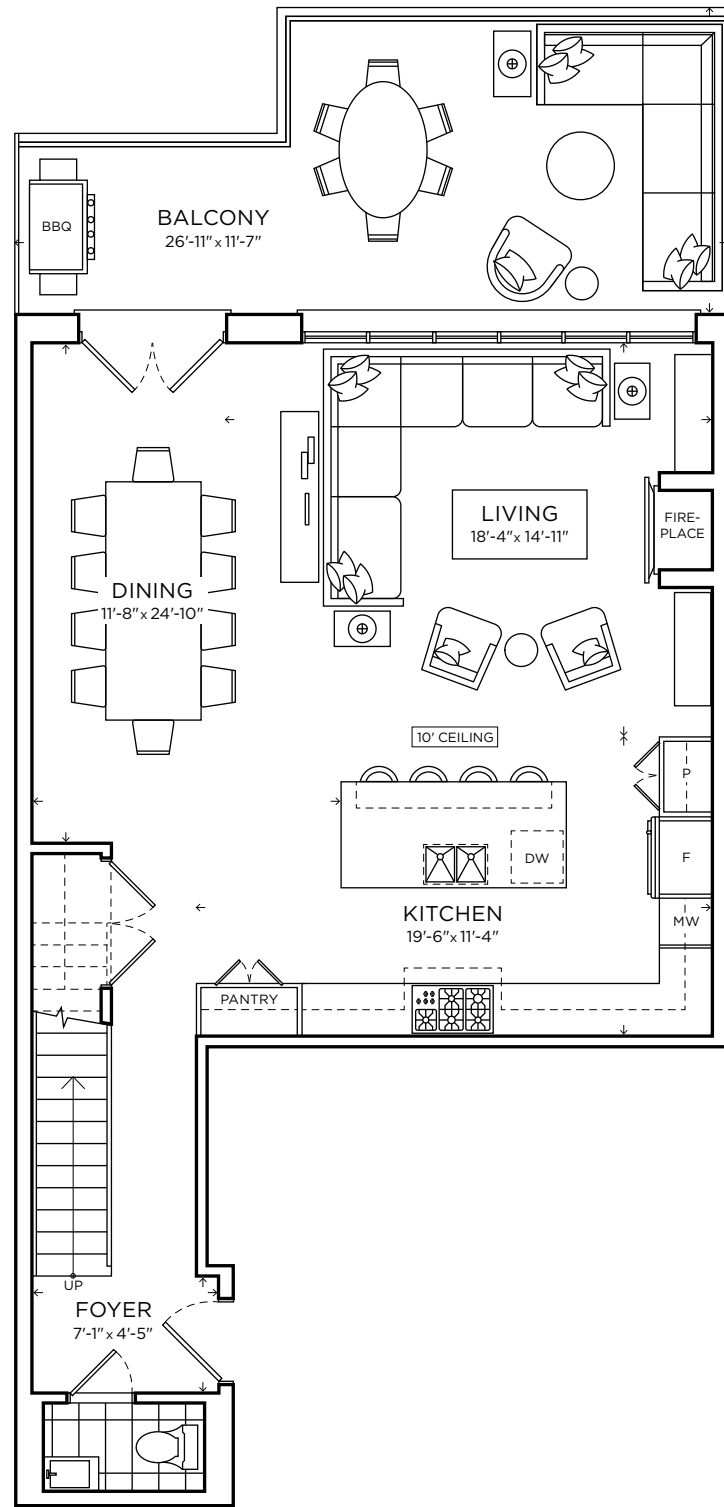 BBQ
BALCONY
26'-11" x 11'-7"
LIVING
18'-4" x 14'-11"
FIRE-
PLACE
DINING
11'-8" x 24'-10"
10' CEILING
P
DW
F
KITCHEN
19'-6" x 11'-4"
MW
PANTRY
UP
FOYER
7'-1" x 4'-5"